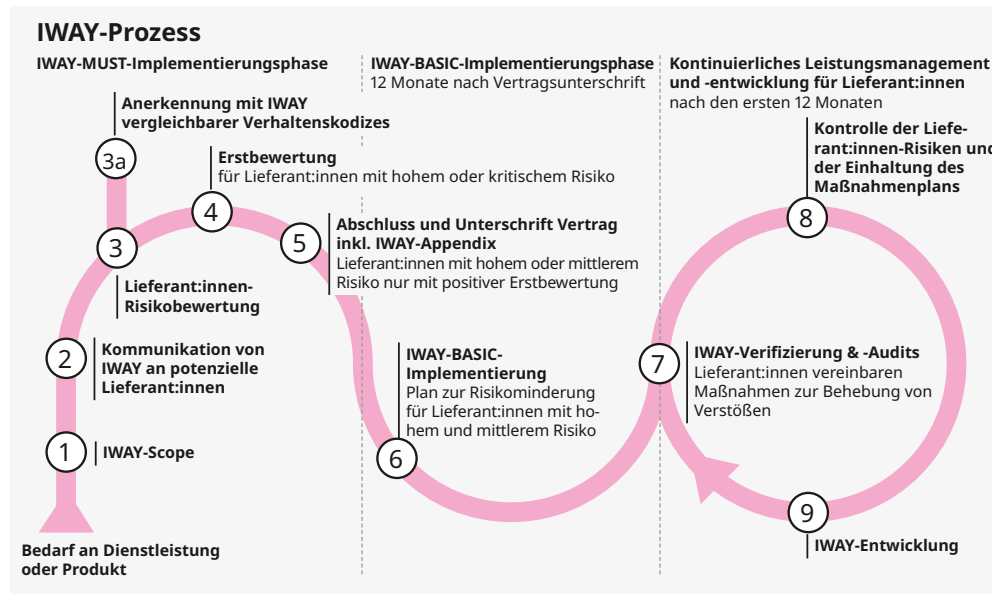 IWAY-Prozess
IWAY-MUST-Implementierungsphase
IWAY-BASIC-Implementierungsphase
12 Monate nach Vertragsunterschrift
Kontinuierliches Leistungsmanagement
und -entwicklung für Lieferant:innen
nach den ersten 12 Monaten
Anerkennung mit IWAY
vergleichbarer Verhaltenskodizes
3a
Erstbewertung
für Lieferant:innen mit hohem oder kritischem Risiko
4
Abschluss und Unterschrift Vertrag
inkl. IWAY-Appendix
Lieferant:innen mit hohem oder mittlerem
Risiko nur mit positiver Erstbewertung
5
3
Lieferant:innen-
Risikobewertung
2
Kommunikation von
IWAY an potenzielle
Lieferant:innen
1
IWAY-Scope
Bedarf an Dienstleistung
oder Produkt
IWAY-BASIC-
Implementierung
Plan zur Risikominderung
für Lieferant:innen mit ho-
hem und mittlerem Risiko
6
Kontrolle der Liefe-
rant:innen-Risiken und
der Einhaltung des
Maßnahmenplans
8
7
IWAY-Verifizierung & -Audits
Lieferant:innen vereinbaren
Maßnahmen zur Behebung von
Verstößen
9
IWAY-Entwicklung